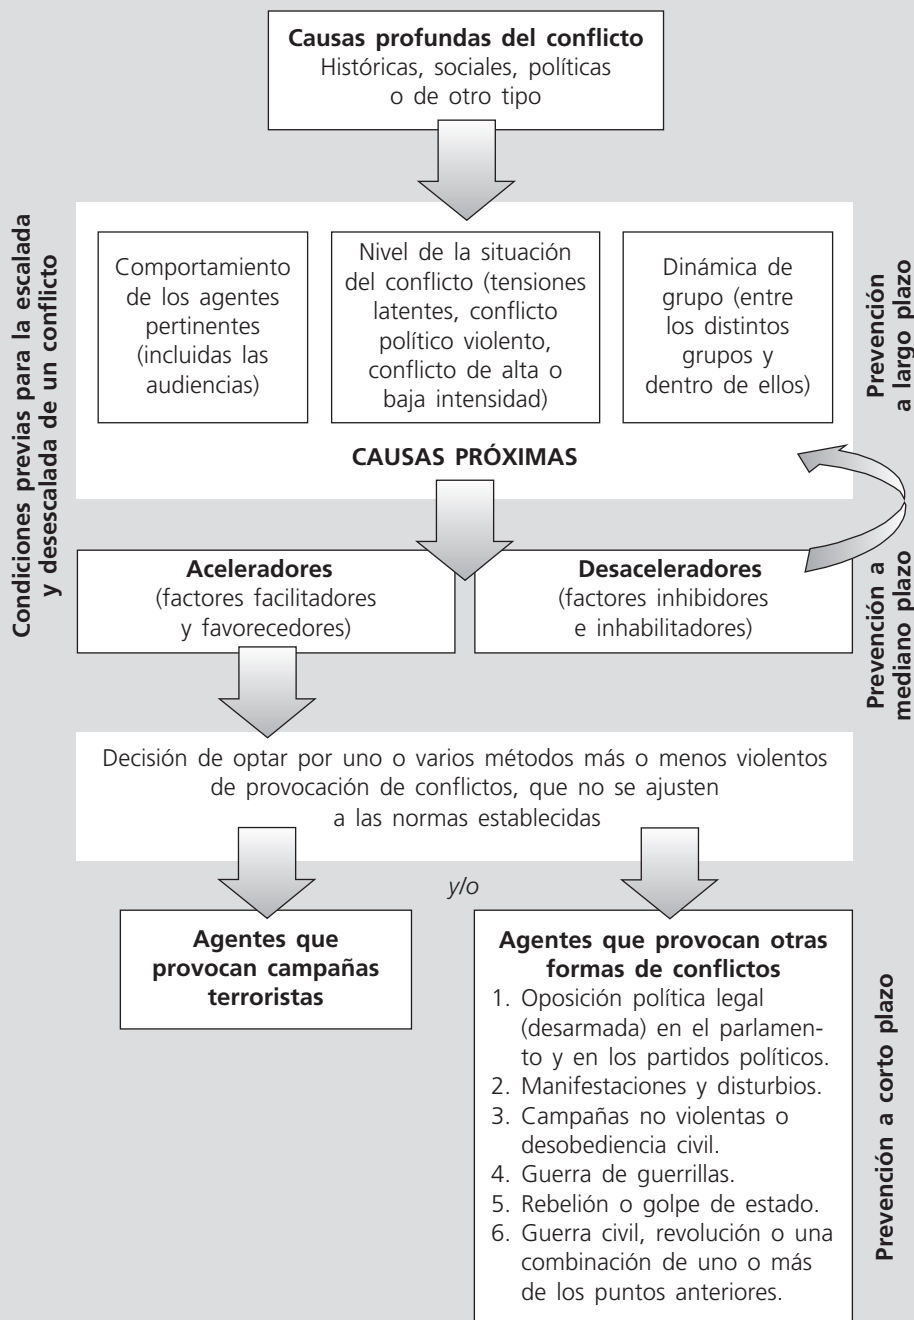 Causas profundas del conflicto
Históricas, sociales, políticas
o de otro tipo
Condiciones previas para la escalada
y desescalada de un conflicto
Comportamiento
de los agentes
pertinentes
(incluidas las
audiencias)
Nivel de la situación
del conflicto (tensiones
latentes, conflicto
político violento,
conflicto de alta o
baja intensidad)
Dinámica de
grupo (entre
los distintos
grupos y
dentro de ellos)
Prevención
a largo plazo
CAUSAS PRÓXIMAS
Aceleradores
(factores facilitadores
y favorecedores)
Desaceleradores
(factores inhibidores
e inhabilitadores)
Prevención a
mediano plazo
Decisión de optar por uno o varios métodos más o menos violentos
de provocación de conflictos, que no se ajusten
a las normas establecidas
y/o
Agentes que
provocan campañas
terroristas
Agentes que provocan otras
formas de conflictos
1. Oposición política legal
(desarmada) en el parlamen-
to y en los partidos políticos.
2. Manifestaciones y disturbios.
3. Campañas no violentas o
desobediencia civil.
4. Guerra de guerrillas.
5. Rebelión o golpe de estado.
6. Guerra civil, revolución o una
combinación de uno o más
de los puntos anteriores.
Prevención a corto plazo